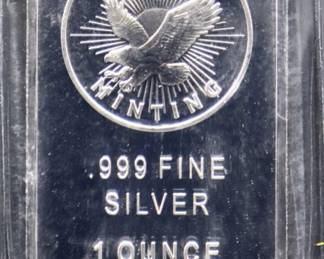 MINTING
.999 FINE
SILVER
1 OUNCE